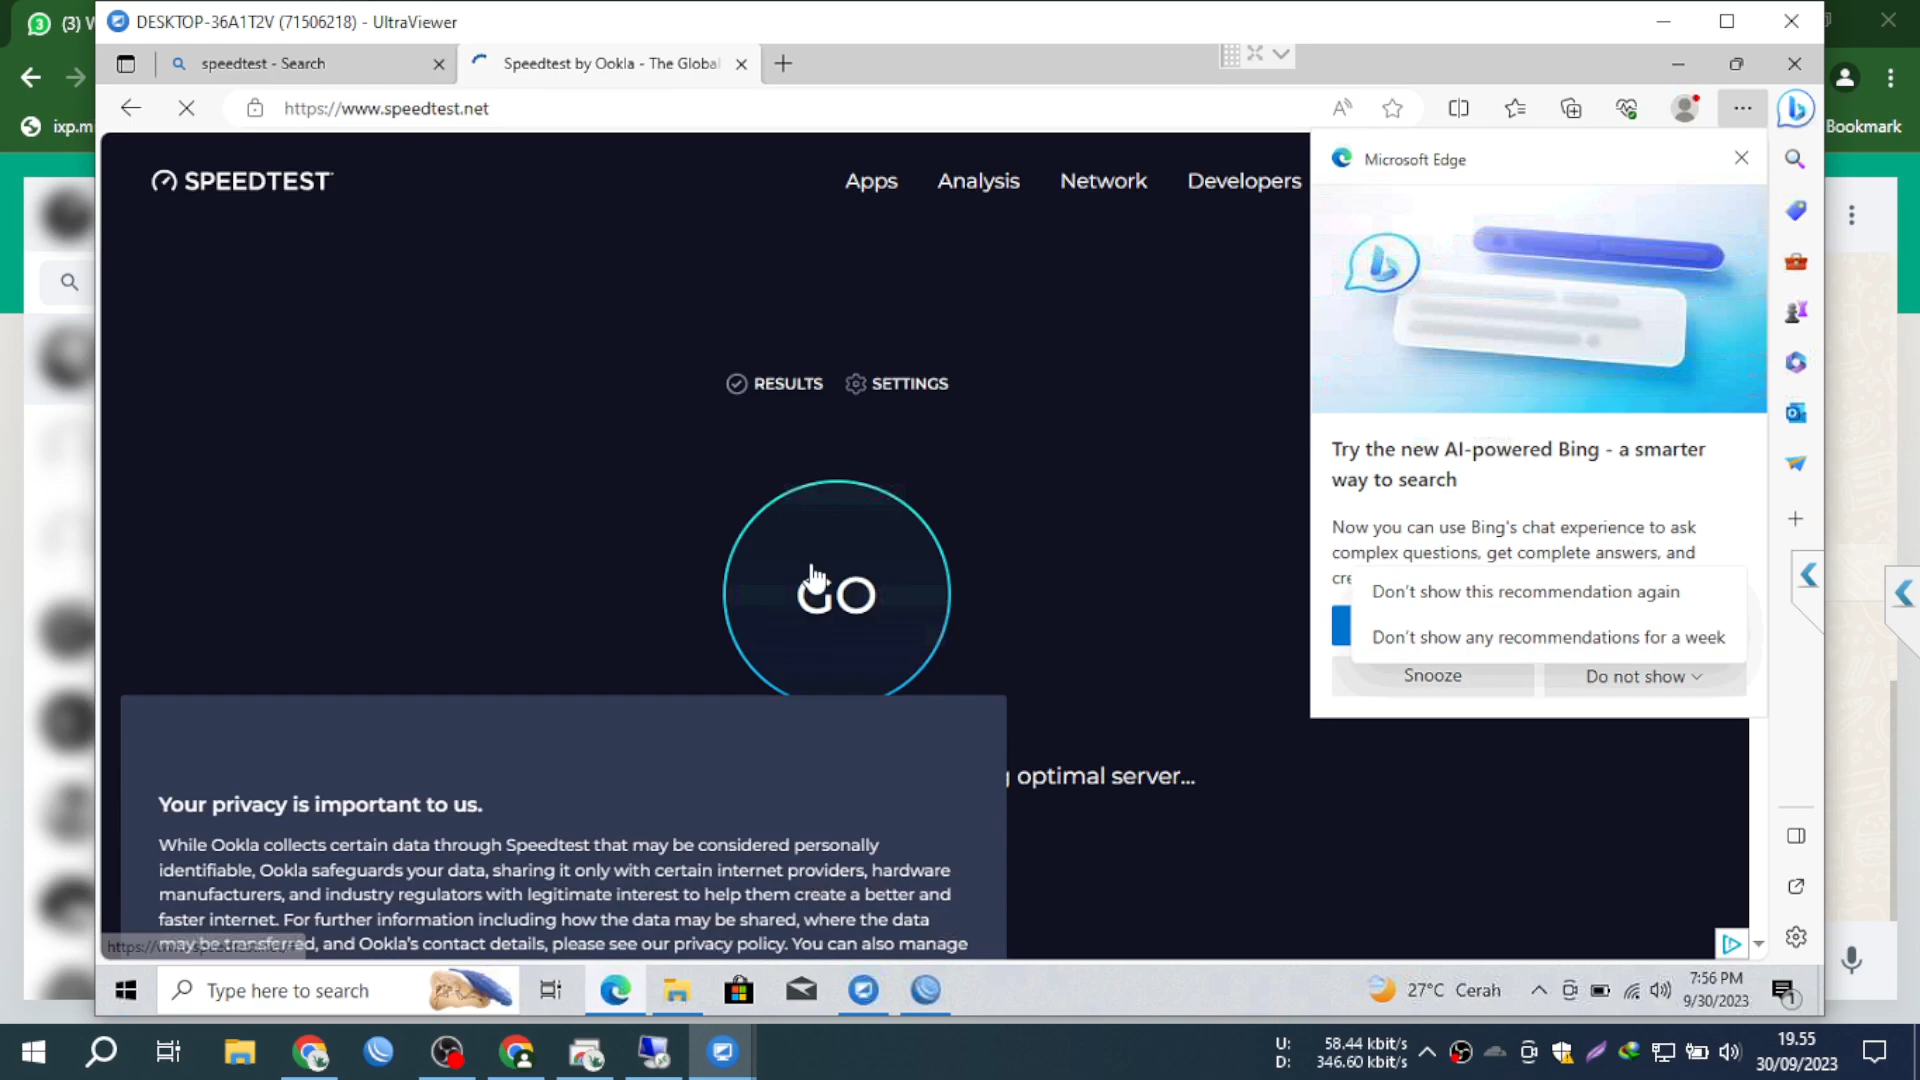 (3) W
DESKTOP-36A1T2V (71506218) - UltraViewer
speedtest - Search
Speedtest by Ookla - The Global
https://www.speedtest.net
ixp.m
Bookmark
SPEEDTEST
Apps
Analysis
Network
Developers
Microsoft Edge
RESULTS
SETTINGS
GO
Try the new AI-powered Bing - a smarter
way to search
Now you can use Bing's chat experience to ask
complex questions, get complete answers, and
cre
Don't show this recommendation again
Don't show any recommendations for a week
Snooze
Do not show
optimal server...
Your privacy is important to us.
While Ookla collects certain data through Speedtest that may be considered personally
identifiable, Ookla safeguards your data, sharing it only with certain internet providers, hardware
manufacturers, and industry regulators with legitimate interest to help them create a better and
faster internet. For further information including how the data may be shared, where the data
may be transferred, and Ookla's contact details, please see our privacy policy. You can also manage
Type here to search
27°C Cerah
7:56 PM
9/30/2023
1
U: 58.44 kbit/s
D: 346.60 kbit/s
19.55
30/09/2023